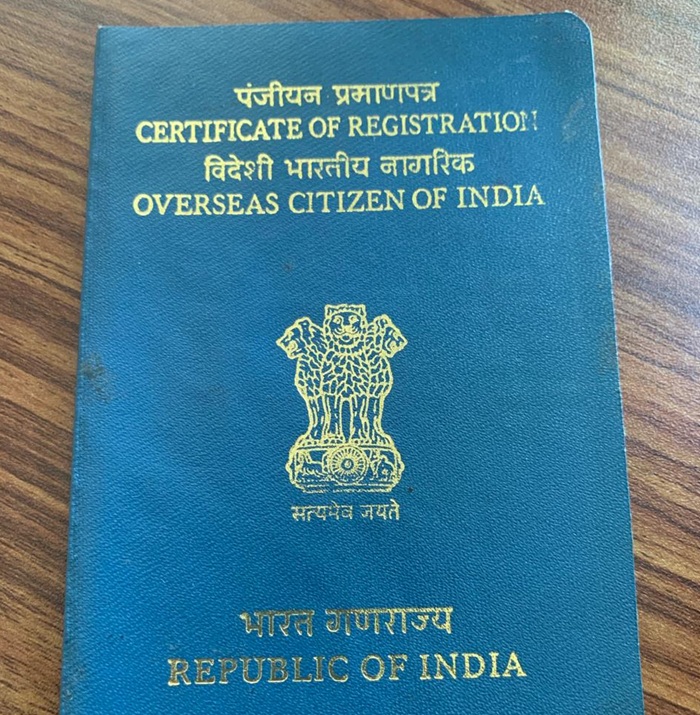 पंजीयन प्रमाणपत्र
CERTIFICATE OF REGISTRATION
विदेशी भारतीय नागरिक
OVERSEAS CITIZEN OF INDIA
सत्यमेव जयते
भारत गणराज्य
REPUBLIC OF INDIA